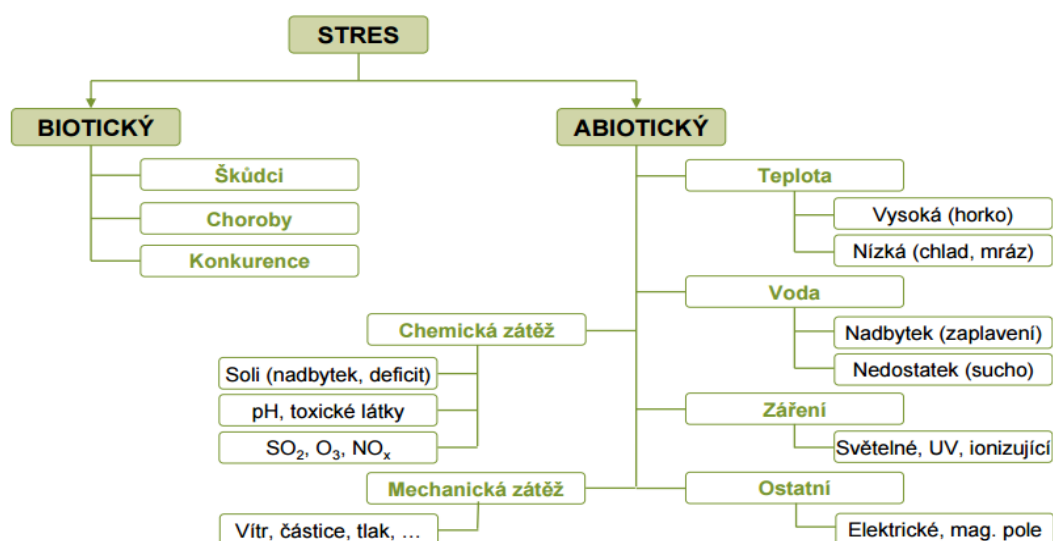 STRES
BIOTICKÝ
Škůdci
Choroby
Konkurence
ABIOTICKÝ
Teplota
Vysoká (horko)
Nízká (chlad, mráz)
Voda
Nadbytek (zaplavení)
Nedostatek (sucho)
Chemická zátěž
Soli (nadbytek, deficit)
pH, toxické látky
SO₂, O₃, NOₓ
Záření
Světelné, UV, ionizující
Mechanická zátěž
Vítr, částice, tlak, …
Ostatní
Elektrické, mag. pole